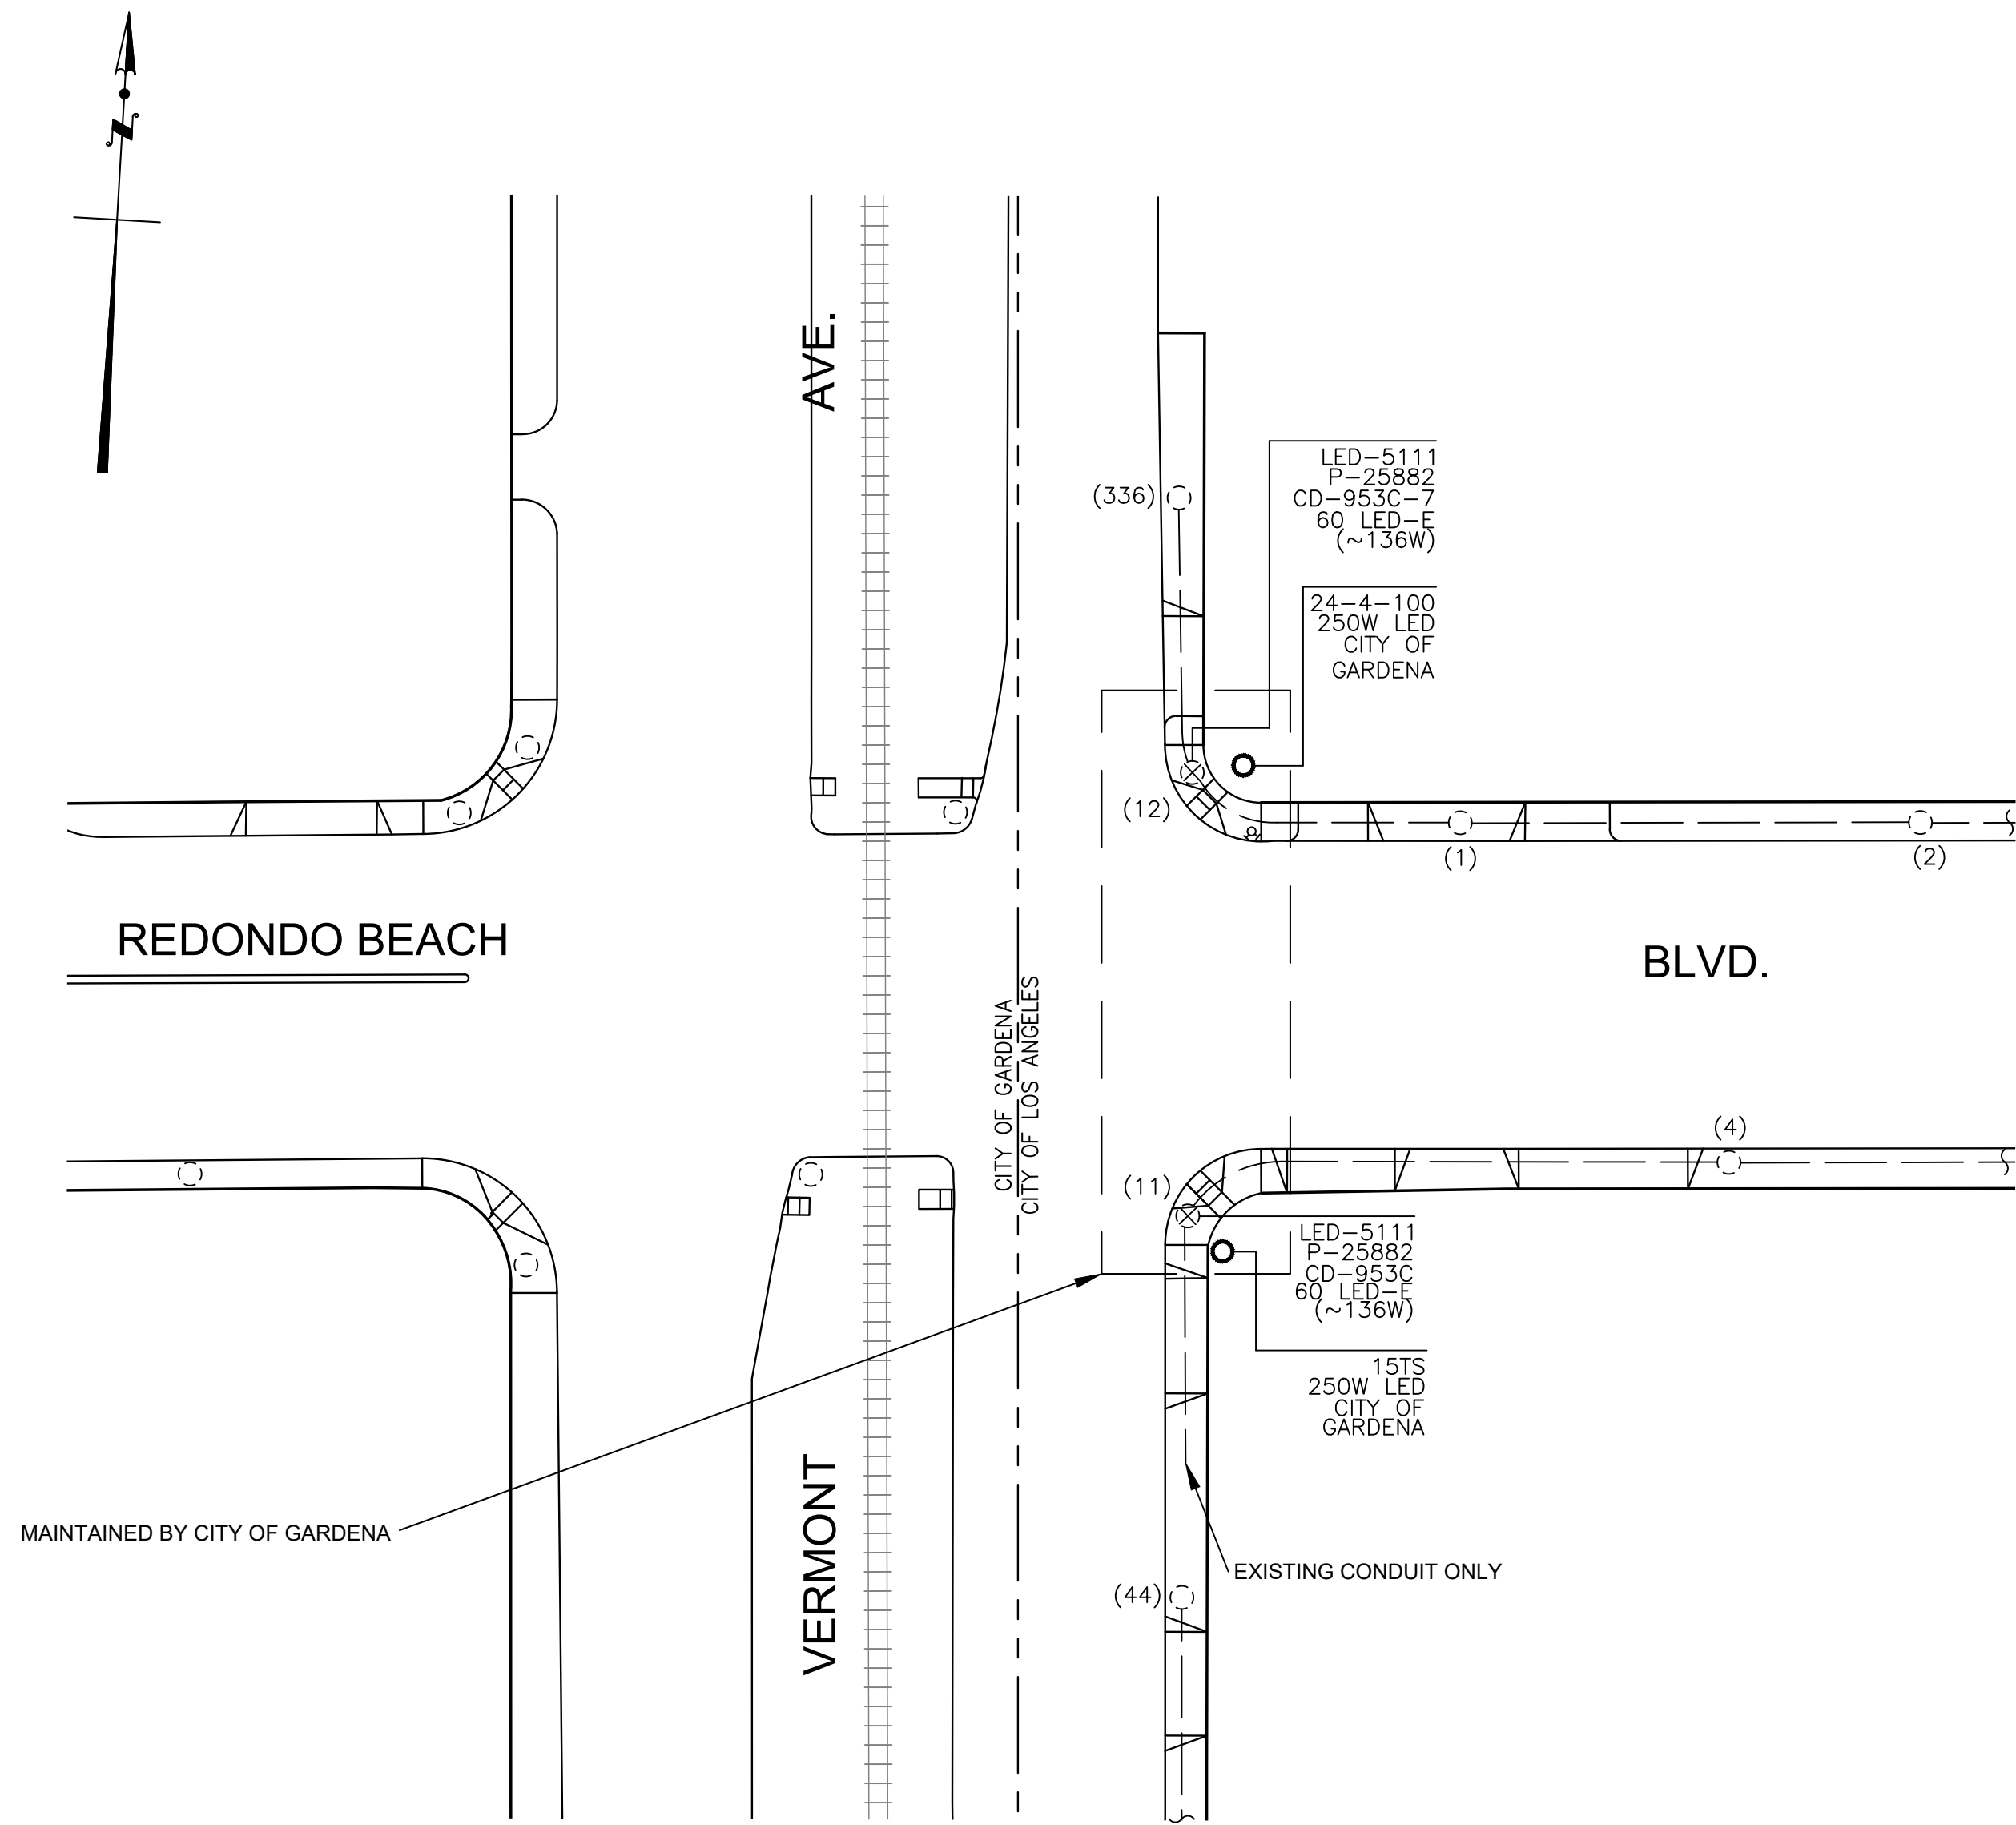 N
AVE.
(336)
LED-5111
P-25882
CD-953C-7
60 LED-E
(~136W)
24-4-100
250W LED
CITY OF
GARDENA
(12)
(1)
(2)
REDONDO BEACH
BLVD.
CITY OF GARDENA
CITY OF LOS ANGELES
(4)
(11)
LED-5111
P-25882
CD-953C
60 LED-E
(~136W)
15TS
250W LED
CITY OF
GARDENA
VERMONT
MAINTAINED BY CITY OF GARDENA
EXISTING CONDUIT ONLY
(44)